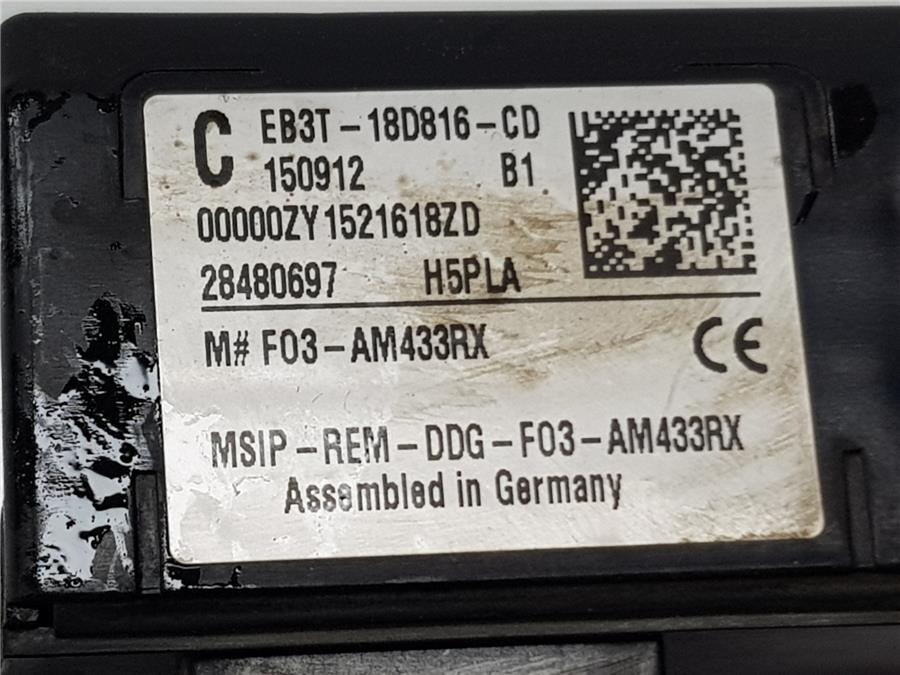 C EB3T-18D816-CD
150912 B1
00000ZY1521618ZD
28480697 H5PLA
M# F03-AM433RX CE
MSIP-REM-DDG-F03-AM433RX
Assembled in Germany